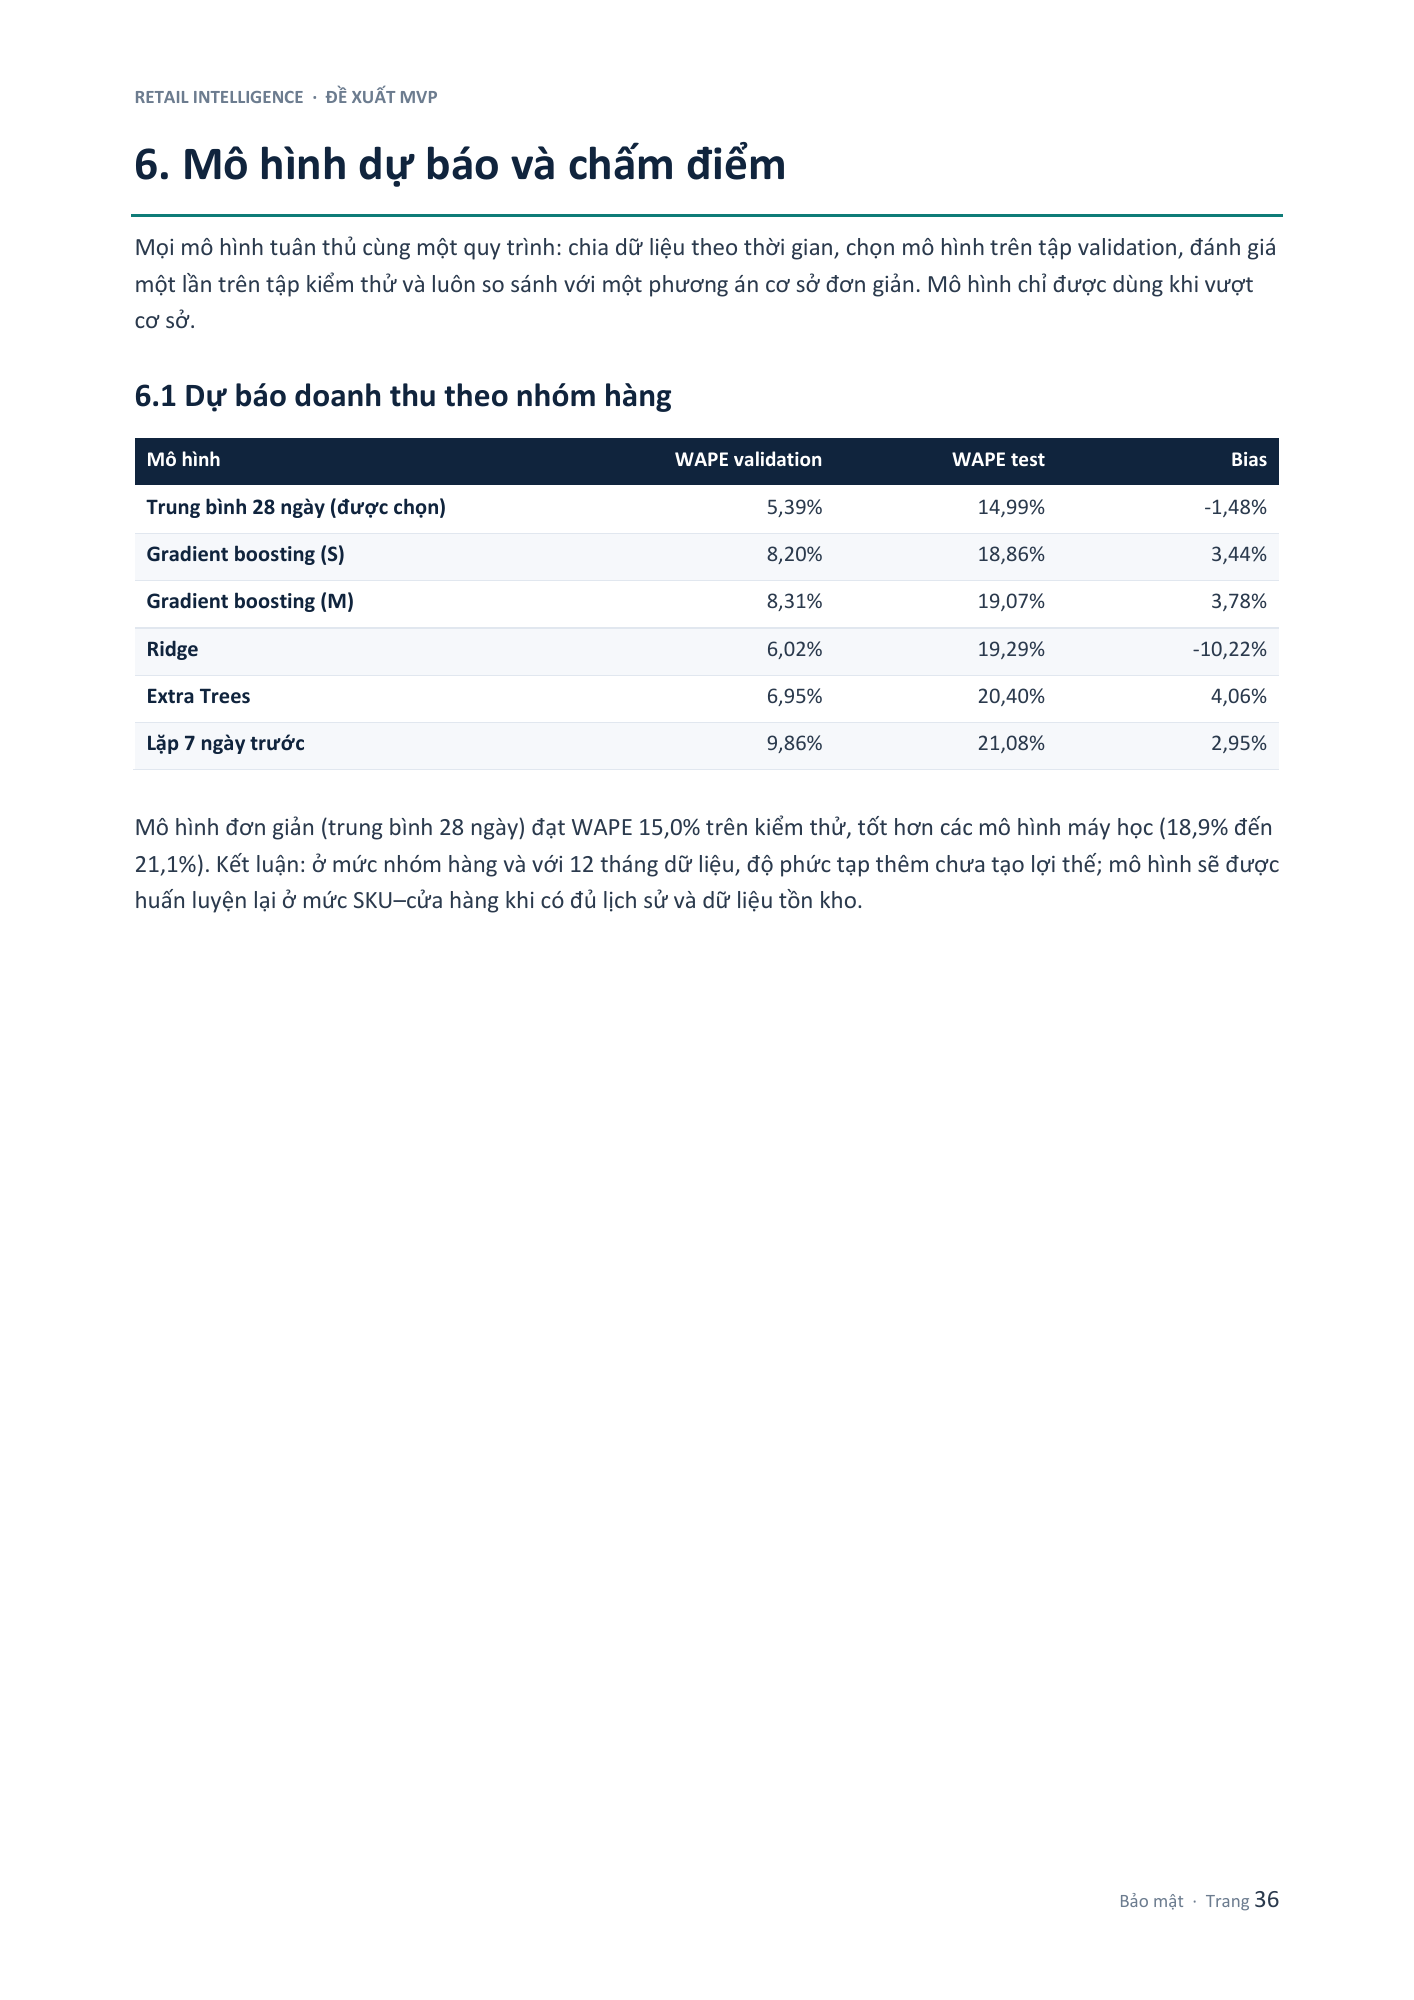 RETAIL INTELLIGENCE · ĐỀ XUẤT MVP
6. Mô hình dự báo và chấm điểm
Mọi mô hình tuân thủ cùng một quy trình: chia dữ liệu theo thời gian, chọn mô hình trên tập validation, đánh giá
một lần trên tập kiểm thử và luôn so sánh với một phương án cơ sở đơn giản. Mô hình chỉ được dùng khi vượt
cơ sở.
6.1 Dự báo doanh thu theo nhóm hàng
Mô hình WAPE validation WAPE test Bias
Trung bình 28 ngày (được chọn) 5,39% 14,99% -1,48%
Gradient boosting (S) 8,20% 18,86% 3,44%
Gradient boosting (M) 8,31% 19,07% 3,78%
Ridge 6,02% 19,29% -10,22%
Extra Trees 6,95% 20,40% 4,06%
Lặp 7 ngày trước 9,86% 21,08% 2,95%
Mô hình đơn giản (trung bình 28 ngày) đạt WAPE 15,0% trên kiểm thử, tốt hơn các mô hình máy học (18,9% đến
21,1%). Kết luận: ở mức nhóm hàng và với 12 tháng dữ liệu, độ phức tạp thêm chưa tạo lợi thế; mô hình sẽ được
huấn luyện lại ở mức SKU–cửa hàng khi có đủ lịch sử và dữ liệu tồn kho.
Bảo mật · Trang 36